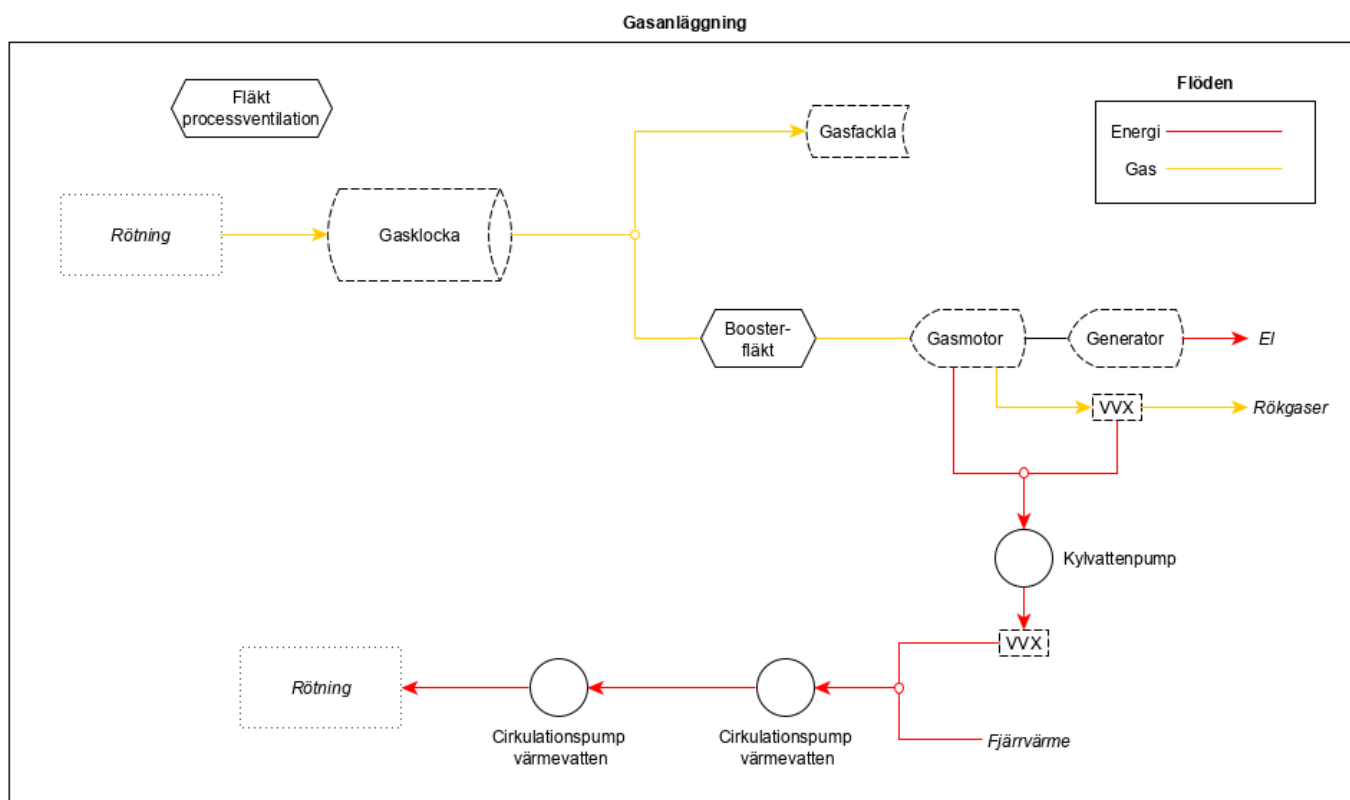 Gasanläggning
Fläkt
processventilation
Gasfackla
Flöden
Energi
Gas
Rötning
Gasklocka
Booster-
fläkt
Gasmotor
Generator
El
VVX
Rökgaser
Kylvattenpump
VVX
Rötning
Cirkulationspump
värmevatten
Cirkulationspump
värmevatten
Fjärrvärme